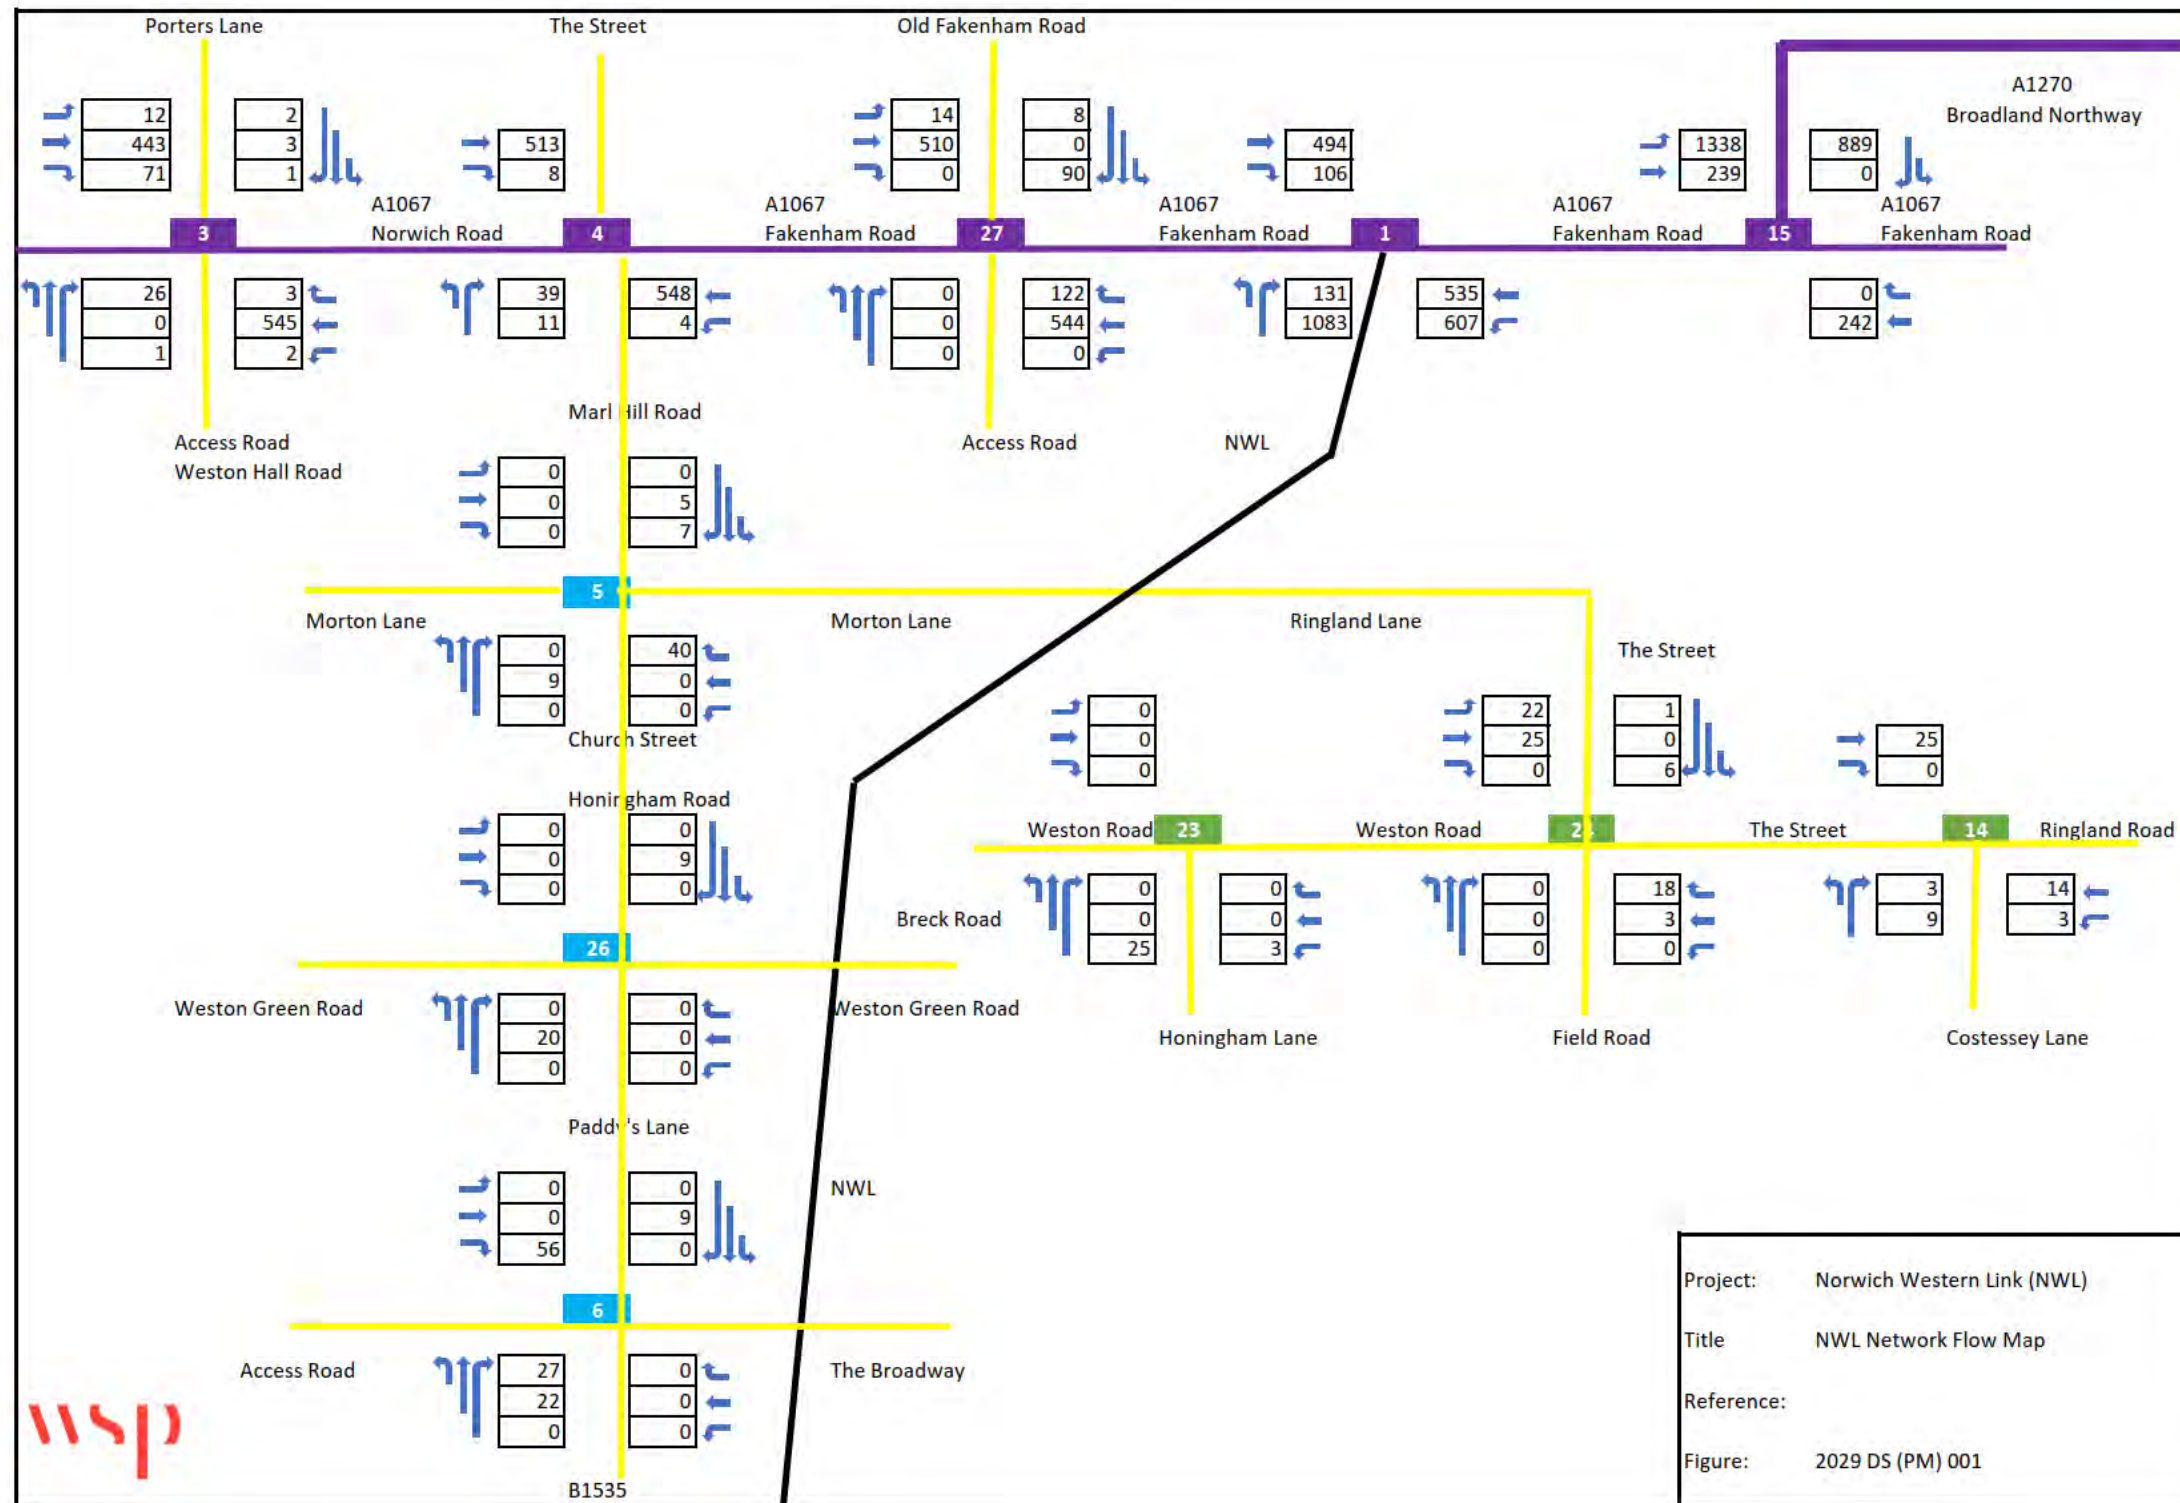 Porters Lane The Street Old Fakenham Road
A1270
Broadland Northway
12 2 14 8
443 3 513 510 0 494 1338 889
71 1 8 0 90 106 239 0
A1067 A1067 A1067 A1067 A1067
Norwich Road Fakenham Road Fakenham Road Fakenham Road Fakenham Road
3 4 27 1 15
26 3 39 548 0 122 131 535 0
0 545 11 4 0 544 1083 607 242
1 2 0 0
Marl Hill Road
Access Road Access Road NWL
Weston Hall Road
0 0
0 5
0 7
5
Morton Lane Morton Lane Ringland Lane
The Street
0 40
9 0
0 0
Church Street
0 22 1
0 25 0 25
0 0 6 0
Honingham Road
0 0
0 9
0 0
Weston Road 23 Weston Road The Street 14 Ringland Road
Breck Road
0 0 0 18 3 14
0 0 0 3 9 3
25 3 0 0
26
Weston Green Road Weston Green Road
Honingham Lane Field Road Costessey Lane
0 0
20 0
0 0
Paddy's Lane
NWL
0 0
0 9
56 0
6
Access Road The Broadway
27 0
22 0
0 0
B1535
wsp
Project: Norwich Western Link (NWL)
Title NWL Network Flow Map
Reference:
Figure: 2029 DS (PM) 001